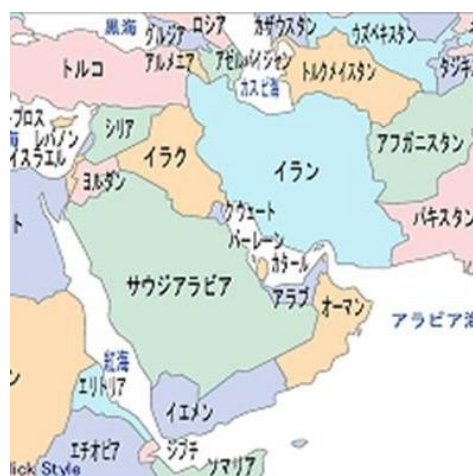 黒海
グルジア
ロシア
カザウスタン
ウズベキスタン
トルコ
アルメニア
アゼルバイジャン
カスピ海
トルクメイスタン
タジキ
プロス
レバノン
イスラエル
シリア
イラク
イラン
アフガニスタン
ヨルダン
パキスタン
クウェート
バーレーン
カタール
サウジアラビア
アラブ
オーマン
アラビア海
紅海
エリトリア
イエメン
エチオピア
ジブチ
ソマリア
lick Style